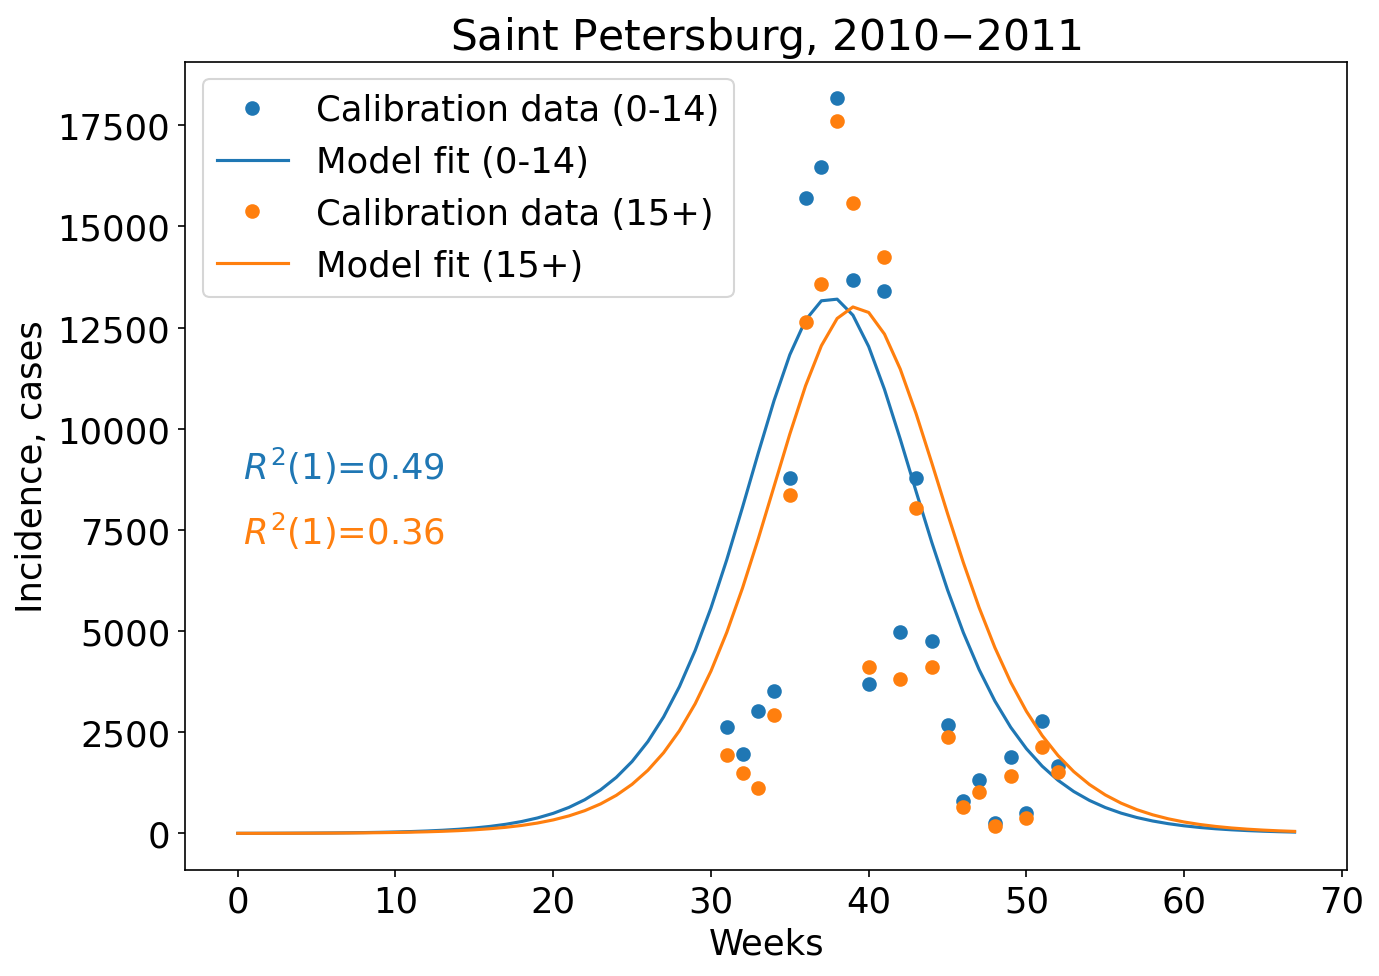 Saint Petersburg, 2010−2011
Calibration data (0-14)
Model fit (0-14)
Calibration data (15+)
Model fit (15+)
17500
15000
12500
10000
7500
5000
2500
0
Incidence, cases
R²(1)=0.49
R²(1)=0.36
0 10 20 30 40 50 60 70
Weeks